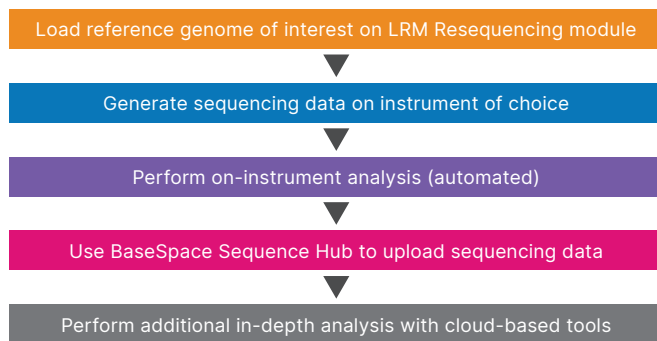 Load reference genome of interest on LRM Resequencing module
Generate sequencing data on instrument of choice
Perform on-instrument analysis (automated)
Use BaseSpace Sequence Hub to upload sequencing data
Perform additional in-depth analysis with cloud-based tools